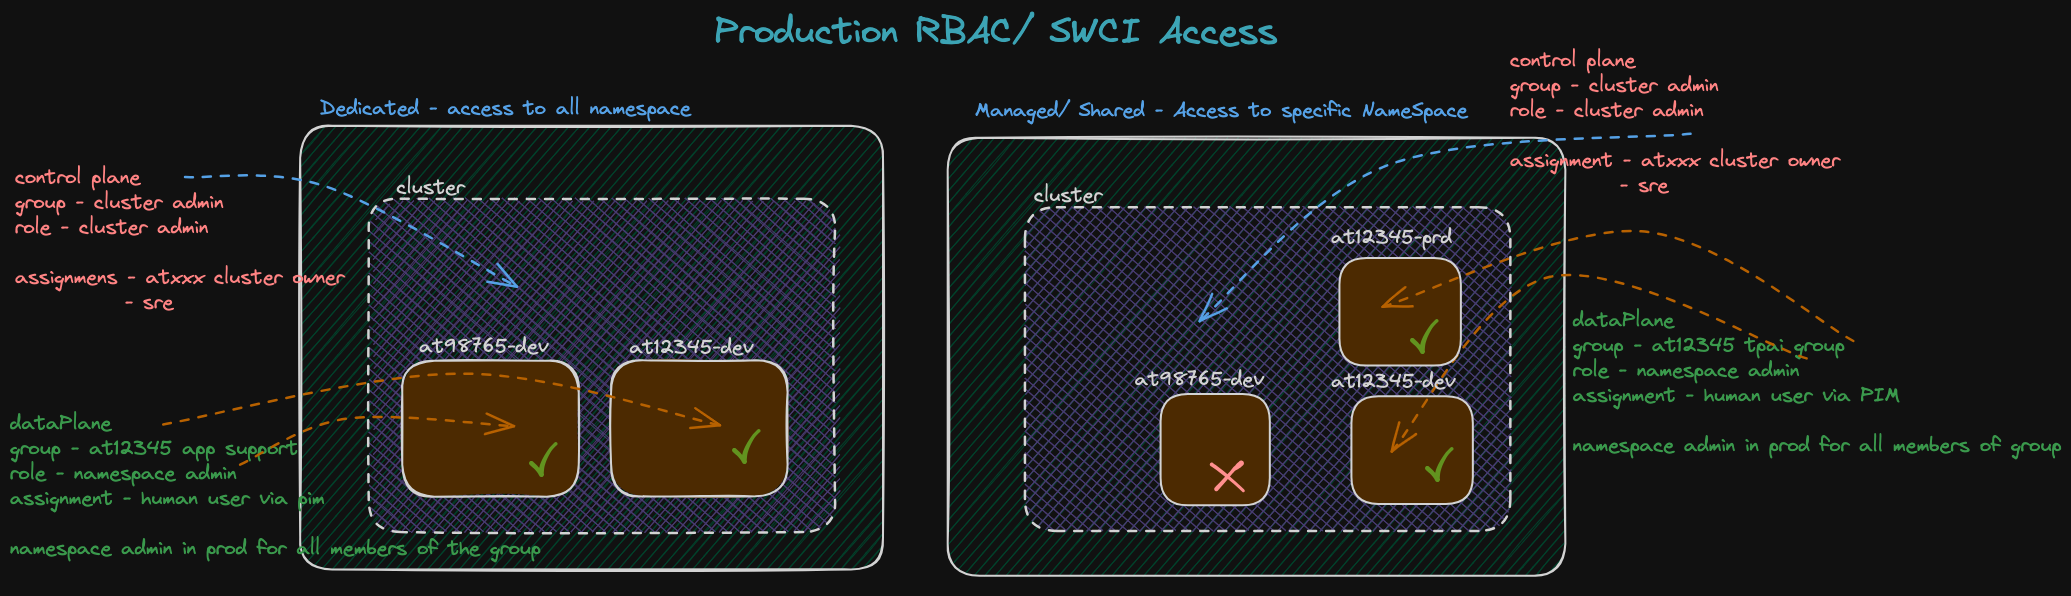 Production RBAC/ SWCI Access
Dedicated - access to all namespace
control plane
group - cluster admin
role - cluster admin
assignmens - atxxx cluster owner
- sre
cluster
at98765-dev
at12345-dev
dataPlane
group - at12345 app support
role - namespace admin
assignment - human user via pim
namespace admin in prod for all members of the group
Managed/ Shared - Access to specific NameSpace
control plane
group - cluster admin
role - cluster admin
assignment - atxxx cluster owner
- sre
cluster
at12345-prd
at98765-dev
at12345-dev
dataPlane
group - at12345 tpai group
role - namespace admin
assignment - human user via PIM
namespace admin in prod for all members of group